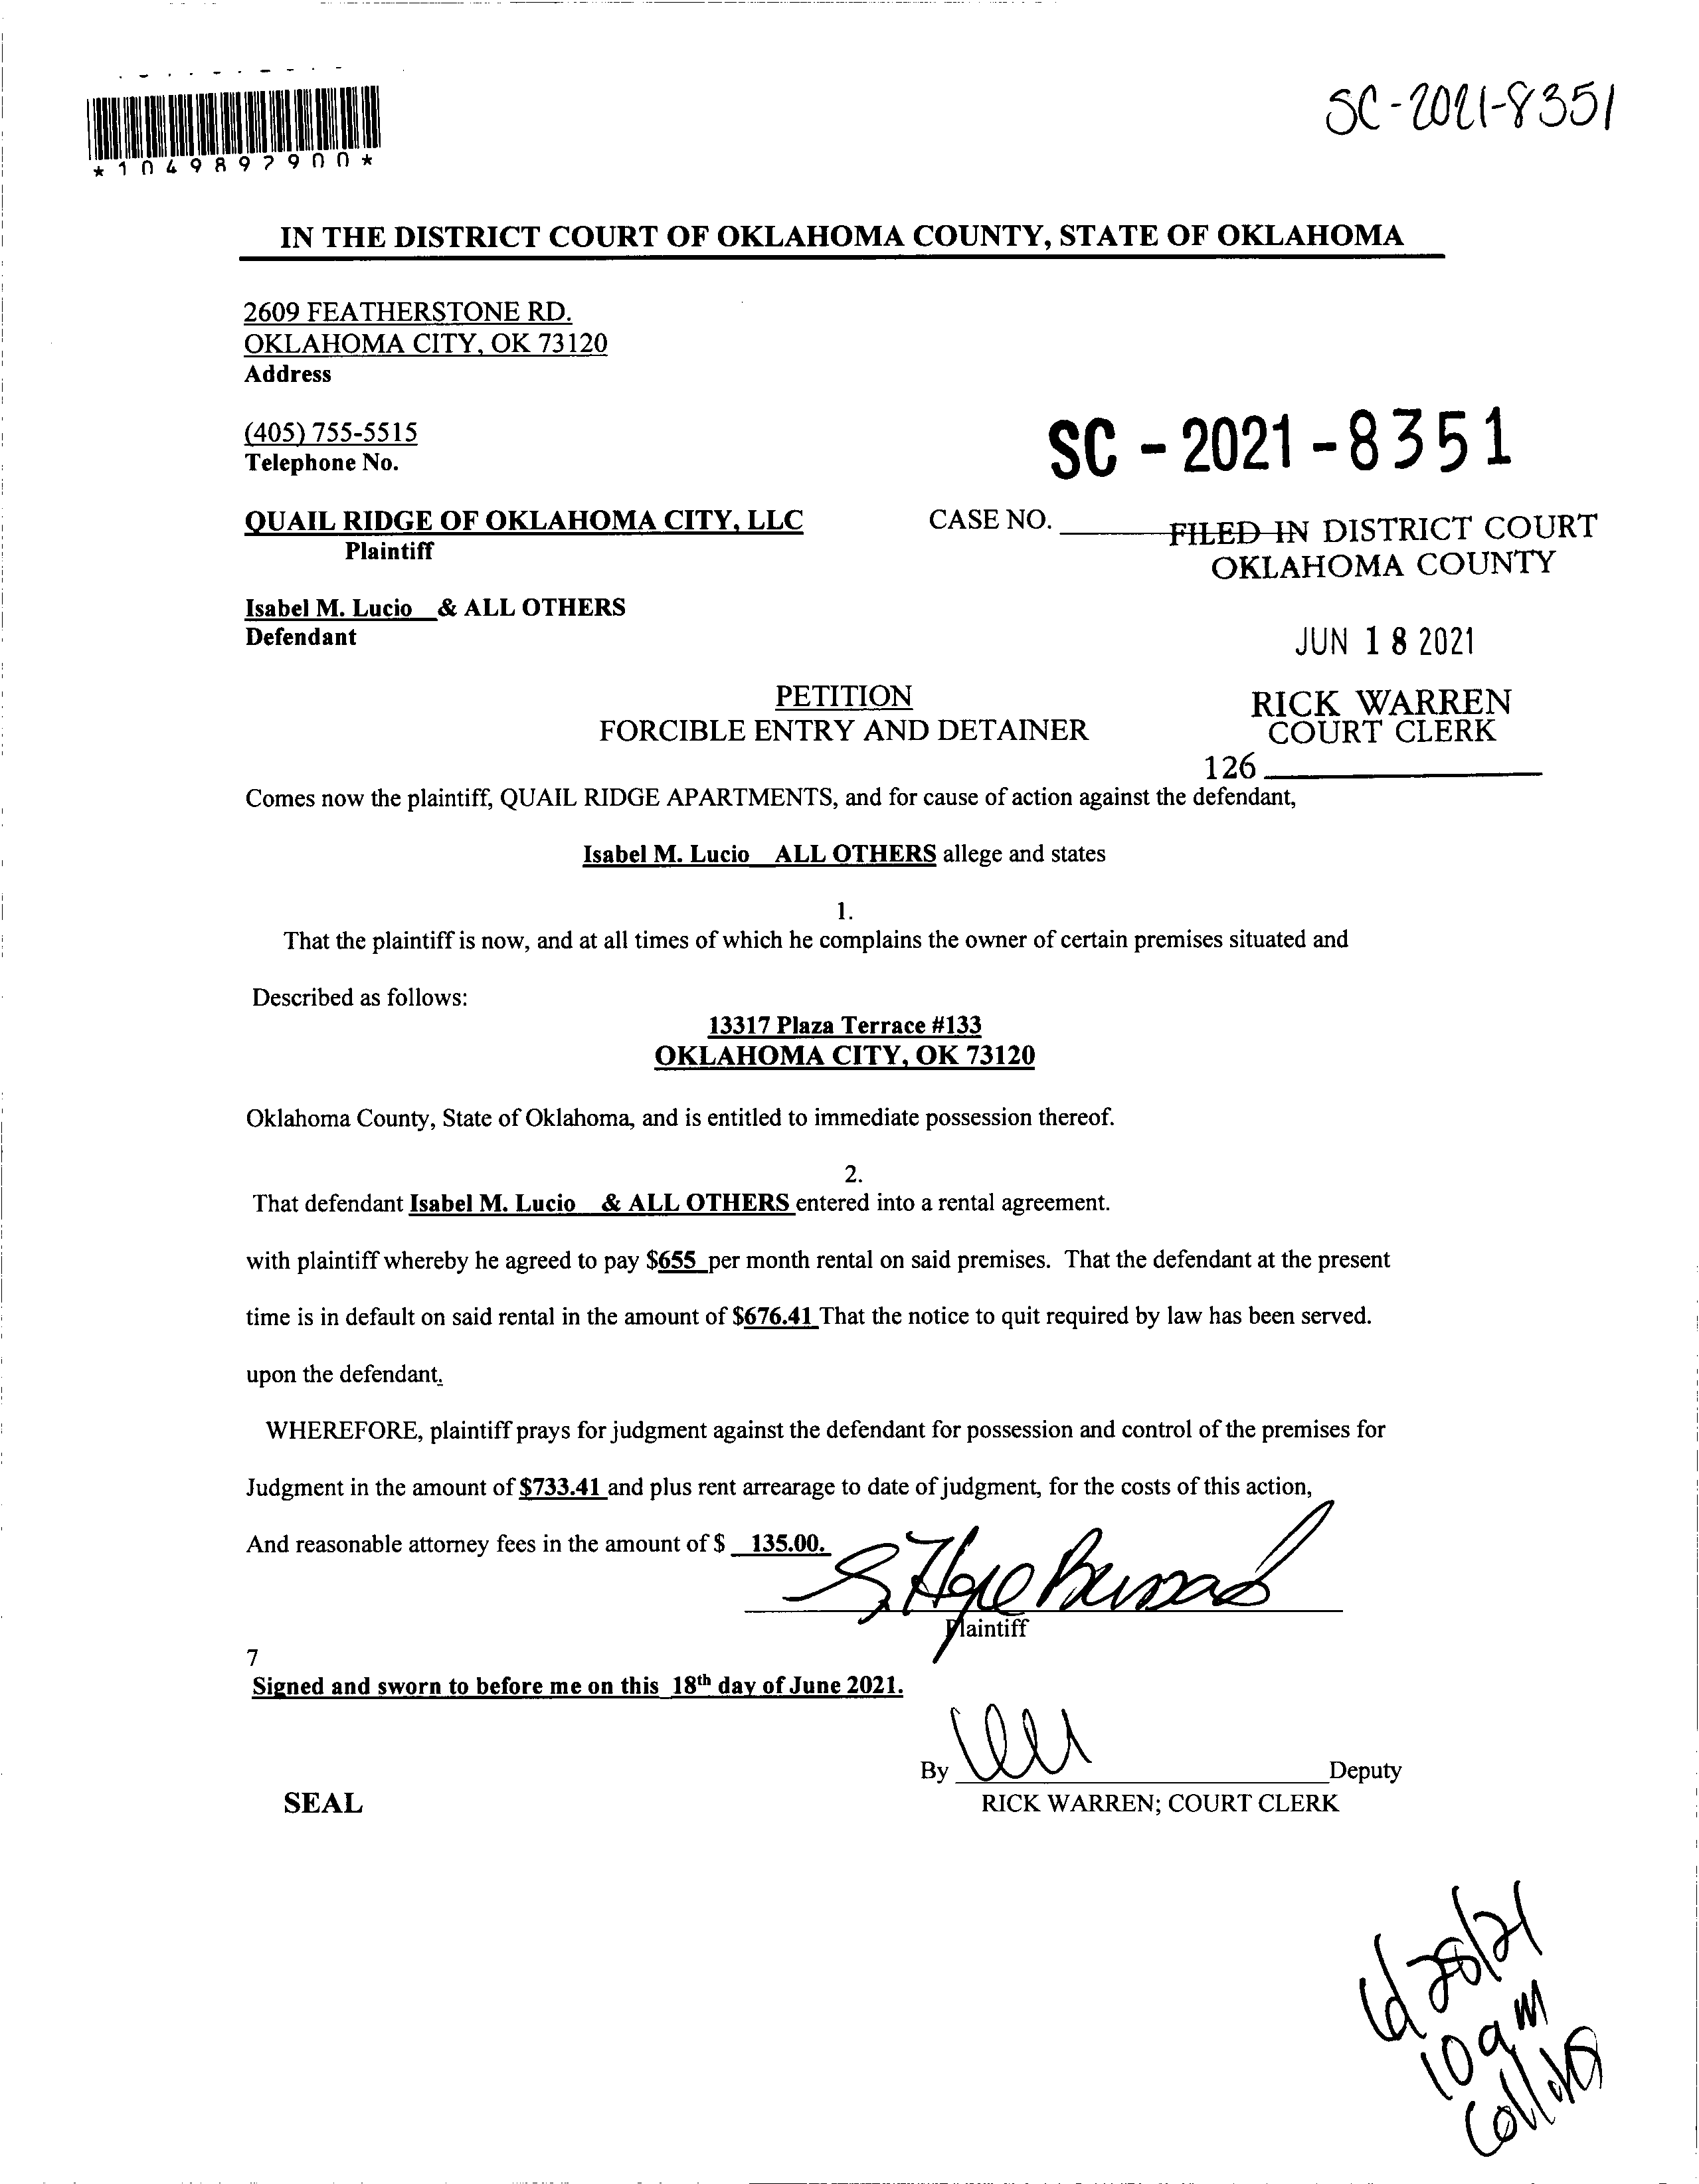 SC-2021-8351
*1049897900*
IN THE DISTRICT COURT OF OKLAHOMA COUNTY, STATE OF OKLAHOMA
2609 FEATHERSTONE RD.
OKLAHOMA CITY, OK 73120
Address
(405) 755-5515
Telephone No.
SC - 2021 - 8351
QUAIL RIDGE OF OKLAHOMA CITY, LLC
Plaintiff
CASE NO.
FILED IN DISTRICT COURT
OKLAHOMA COUNTY
Isabel M. Lucio & ALL OTHERS
Defendant
JUN 18 2021
PETITION
FORCIBLE ENTRY AND DETAINER
RICK WARREN
COURT CLERK
126
Comes now the plaintiff, QUAIL RIDGE APARTMENTS, and for cause of action against the defendant,
Isabel M. Lucio ALL OTHERS allege and states
1.
That the plaintiff is now, and at all times of which he complains the owner of certain premises situated and
Described as follows:
13317 Plaza Terrace #133
OKLAHOMA CITY, OK 73120
Oklahoma County, State of Oklahoma, and is entitled to immediate possession thereof.
2.
That defendant Isabel M. Lucio & ALL OTHERS entered into a rental agreement.
with plaintiff whereby he agreed to pay $655 per month rental on said premises. That the defendant at the present
time is in default on said rental in the amount of $676.41 That the notice to quit required by law has been served.
upon the defendant.
WHEREFORE, plaintiff prays for judgment against the defendant for possession and control of the premises for
Judgment in the amount of $733.41 and plus rent arrearage to date of judgment, for the costs of this action,
And reasonable attorney fees in the amount of $ 135.00.
Plaintiff
7
Signed and sworn to before me on this 18th day of June 2021.
By Deputy
RICK WARREN; COURT CLERK
SEAL
6/28/21
10am